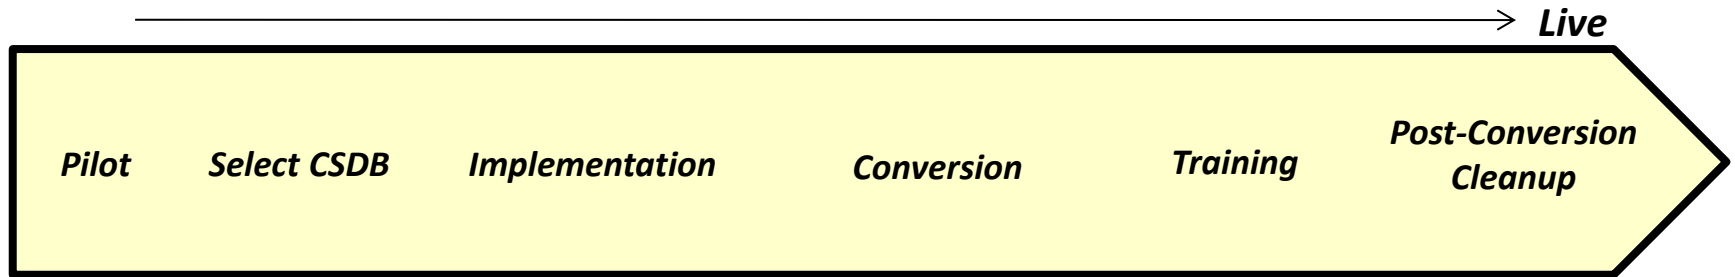 Live
Pilot
Select CSDB
Implementation
Conversion
Training
Post-Conversion
Cleanup